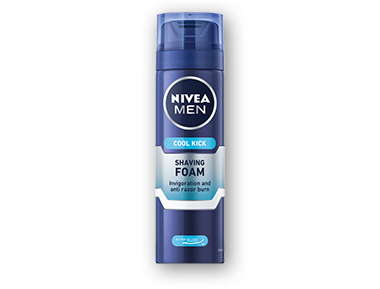 NIVEA
MEN
COOL KICK
SHAVING
FOAM
Invigoration and
anti razor burn